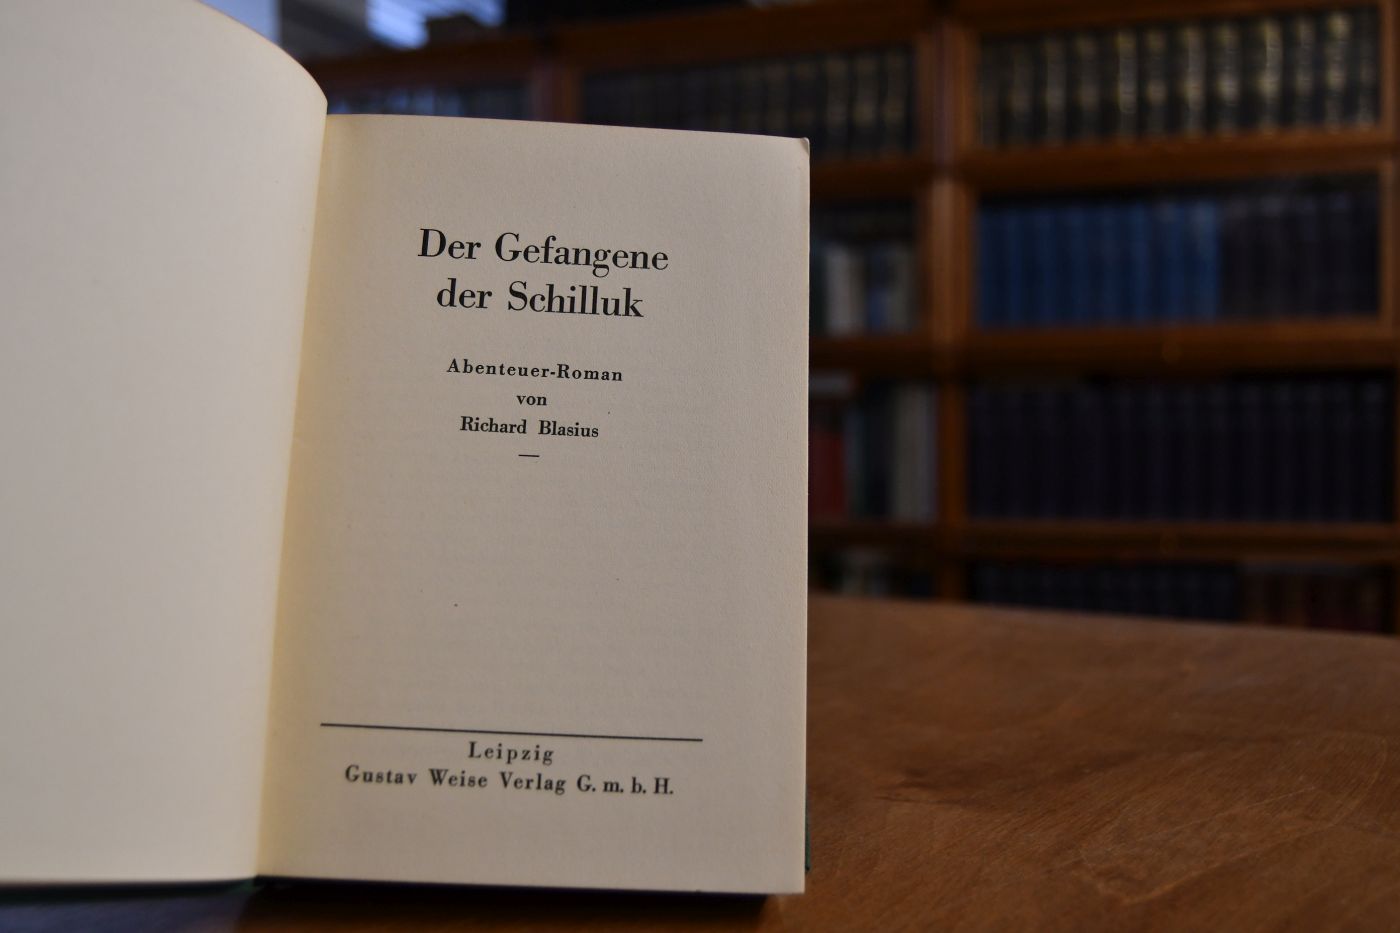 Der Gefangene
der Schilluk
Abenteuer-Roman
von
Richard Blasius
Leipzig
Gustav Weise Verlag G. m. b. H.